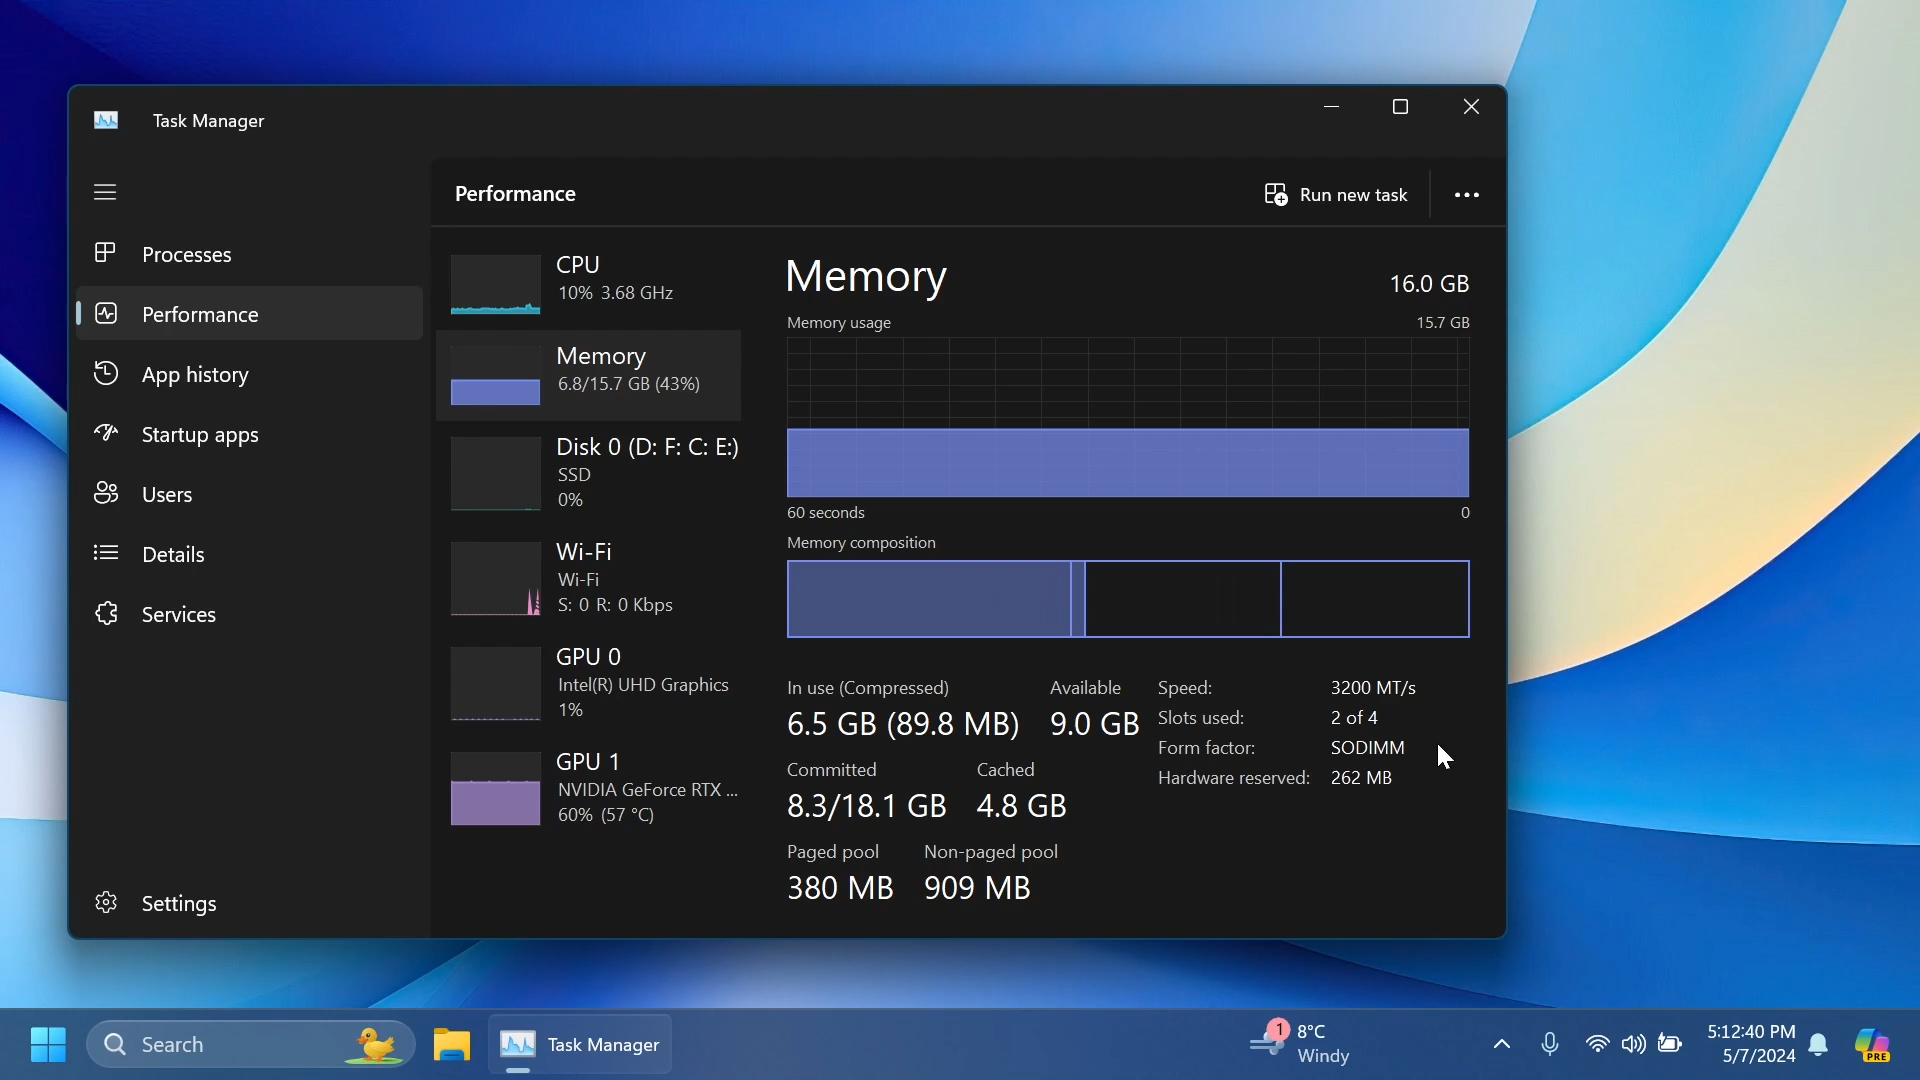 Task Manager
Performance
Run new task
Processes
Performance
App history
Startup apps
Users
Details
Services
Settings
CPU
10% 3.68 GHz
Memory
6.8/15.7 GB (43%)
Disk 0 (D: F: C: E:)
SSD
0%
Wi-Fi
Wi-Fi
S: 0 R: 0 Kbps
GPU 0
Intel(R) UHD Graphics
1%
GPU 1
NVIDIA GeForce RTX ...
60% (57 °C)
Memory 16.0 GB
Memory usage 15.7 GB
60 seconds 0
Memory composition
In use (Compressed) Available
6.5 GB (89.8 MB) 9.0 GB
Committed Cached
8.3/18.1 GB 4.8 GB
Paged pool Non-paged pool
380 MB 909 MB
Speed: 3200 MT/s
Slots used: 2 of 4
Form factor: SODIMM
Hardware reserved: 262 MB
Search
Task Manager
1
8°C
Windy
5:12:40 PM
5/7/2024
PRE